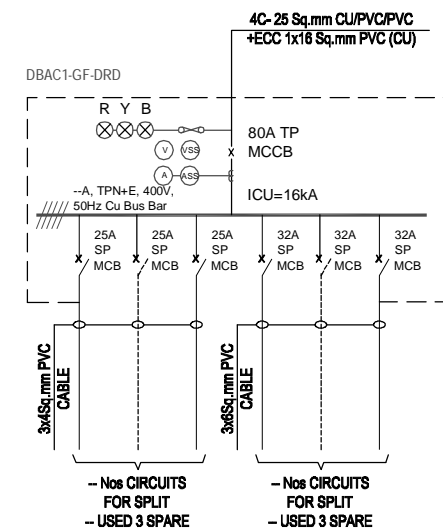 4C- 25 Sq.mm CU/PVC/PVC
+ECC 1x16 Sq.mm PVC (CU)
DBAC1-GF-DRD
R Y B
80A TP
MCCB
V VSS
A ASS
ICU=16kA
--A, TPN+E, 400V,
50Hz Cu Bus Bar
25A
SP
MCB
25A
SP
MCB
25A
SP
MCB
32A
SP
MCB
32A
SP
MCB
32A
SP
MCB
3x4Sq.mm PVC
CABLE
3x6Sq.mm PVC
CABLE
-- Nos CIRCUITS
FOR SPLIT
-- USED 3 SPARE
-- Nos CIRCUITS
FOR SPLIT
-- USED 3 SPARE